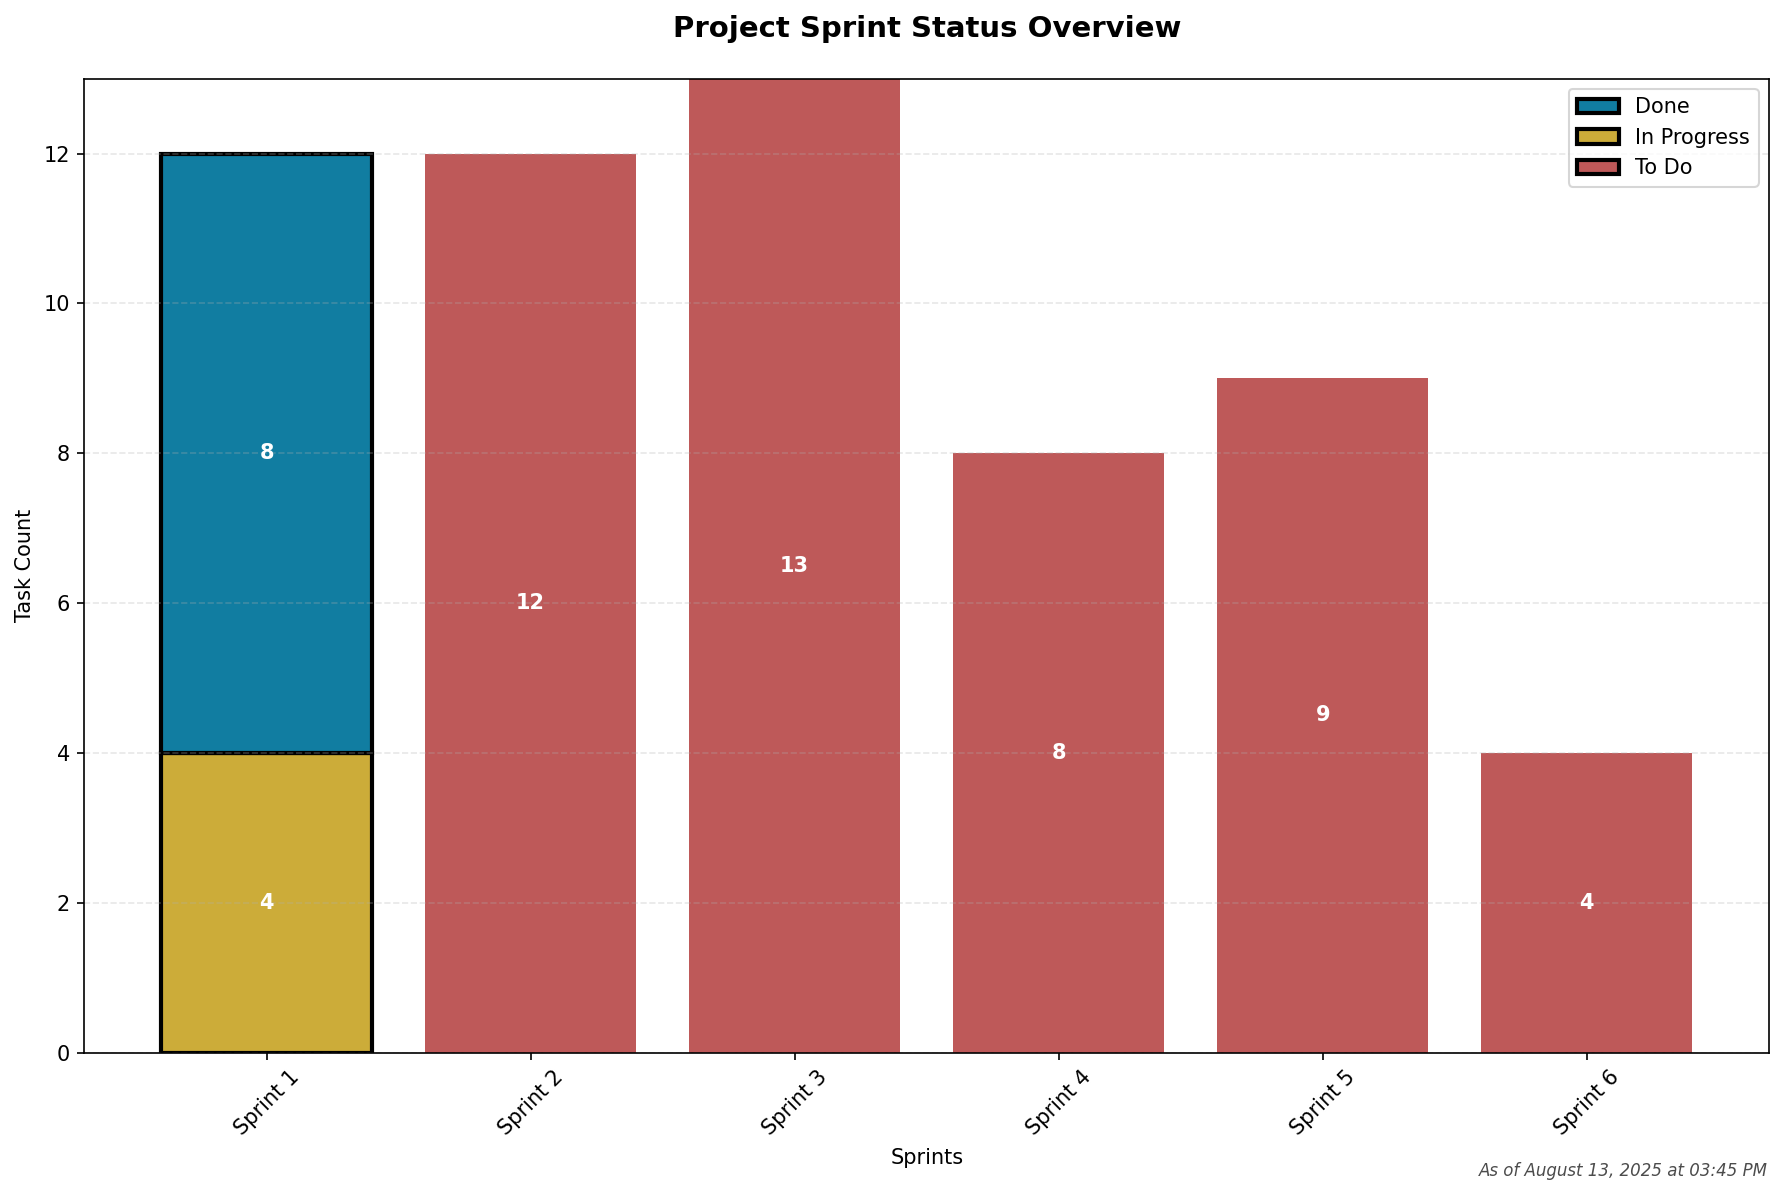 Project Sprint Status Overview
Done
In Progress
To Do
Task Count
12
10
8
6
4
2
0
8
4
12
13
8
9
4
Sprint 1
Sprint 2
Sprint 3
Sprint 4
Sprint 5
Sprint 6
Sprints
As of August 13, 2025 at 03:45 PM